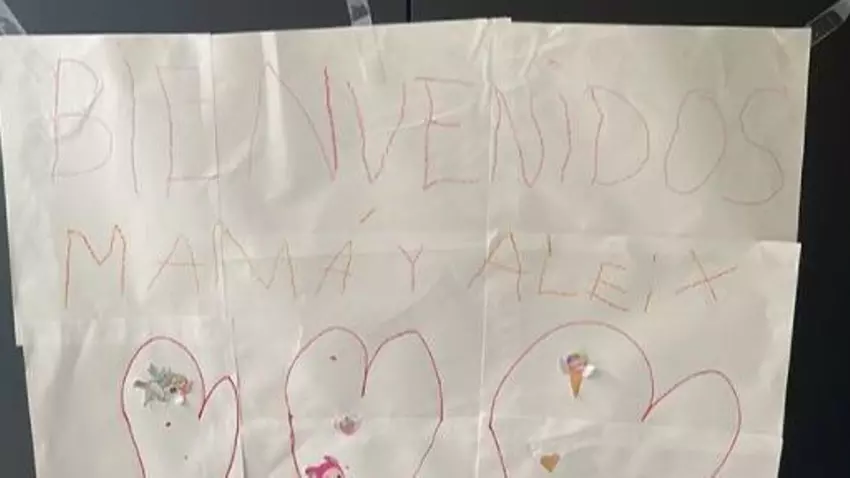 BIENVENIDOS
MAMÁ Y ALEIX